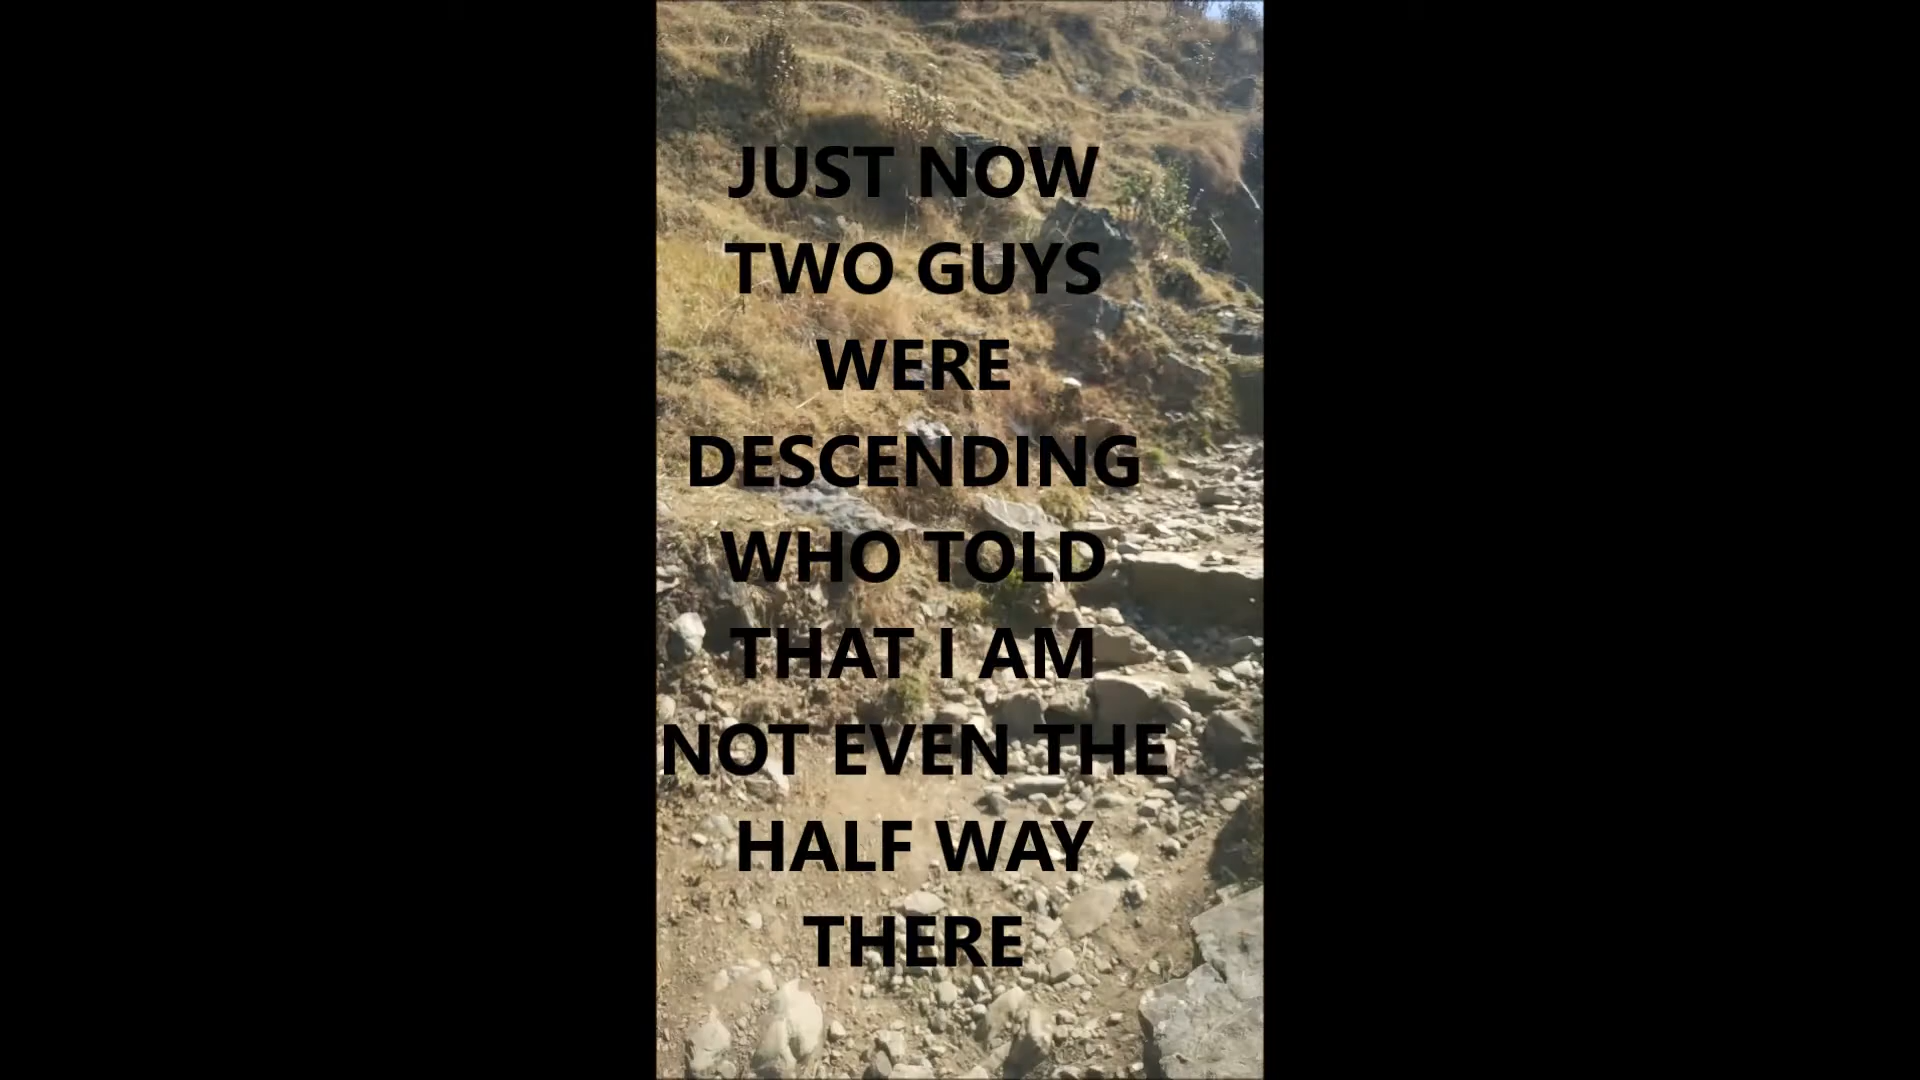 JUST NOW
TWO GUYS
WERE
DESCENDING
WHO TOLD
THAT I AM
NOT EVEN THE
HALF WAY
THERE